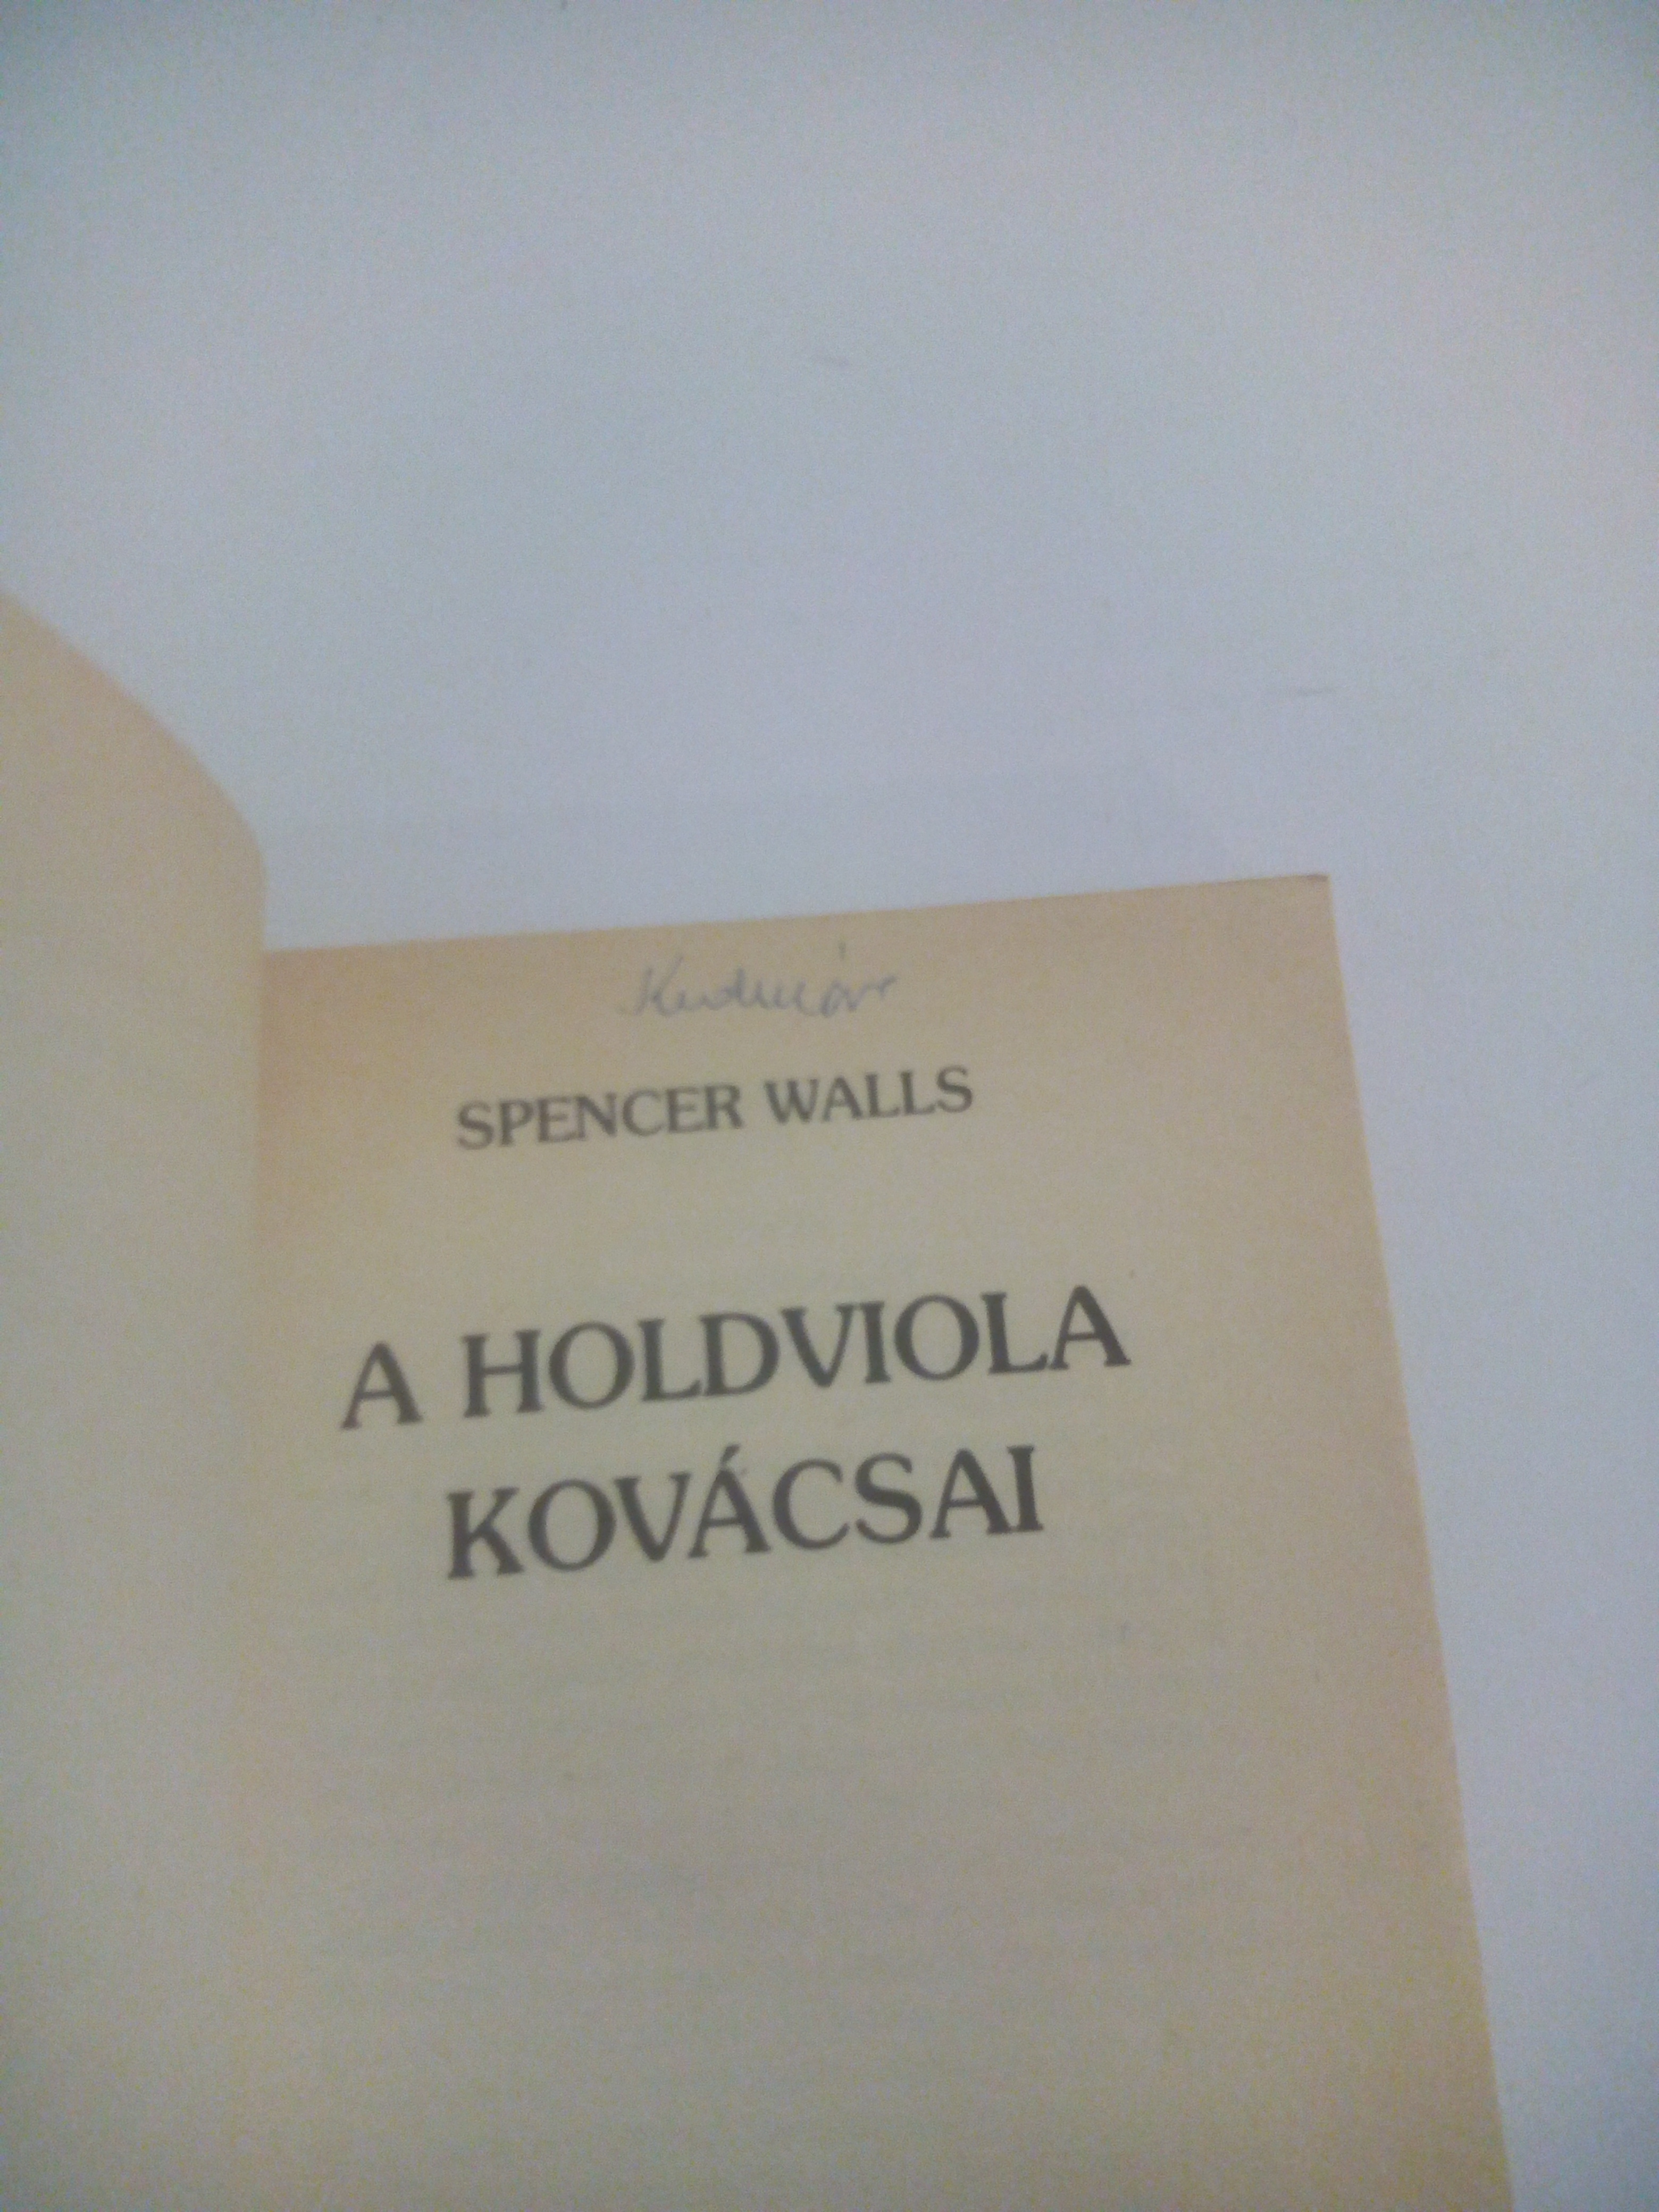 SPENCER WALLS
A HOLDVIOLA
KOVÁCSAI